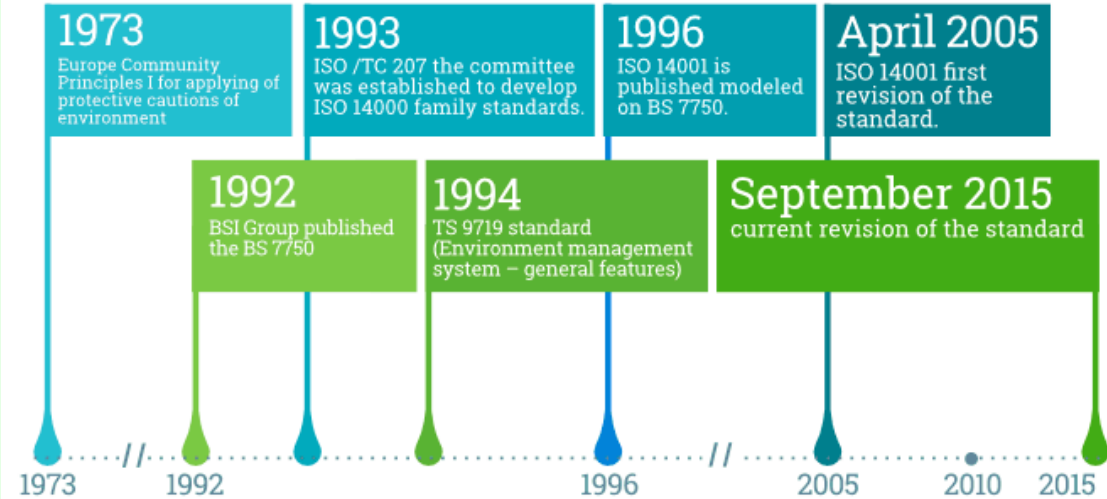 1973
Europe Community
Principles I for applying of
protective cautions of
environment
1993
ISO /TC 207 the committee
was established to develop
ISO 14000 family standards.
1996
ISO 14001 is
published modeled
on BS 7750.
April 2005
ISO 14001 first
revision of the
standard.
1992
BSI Group published
the BS 7750
1994
TS 9719 standard
(Environment management
system – general features)
September 2015
current revision of the standard
//
//
1973
1992
1996
2005
2010
2015